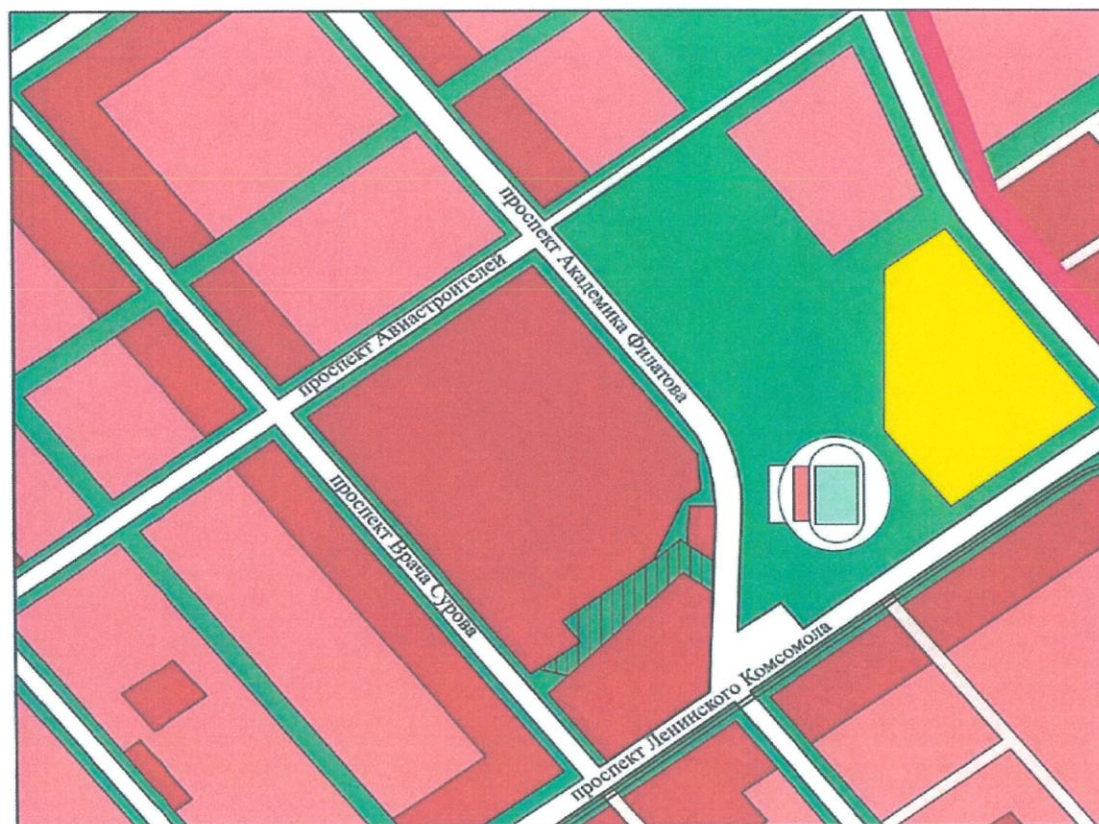 проспект Академика Филатова
проспект Авиастроителей
проспект Врача Сурова
проспект Ленинского Комсомола